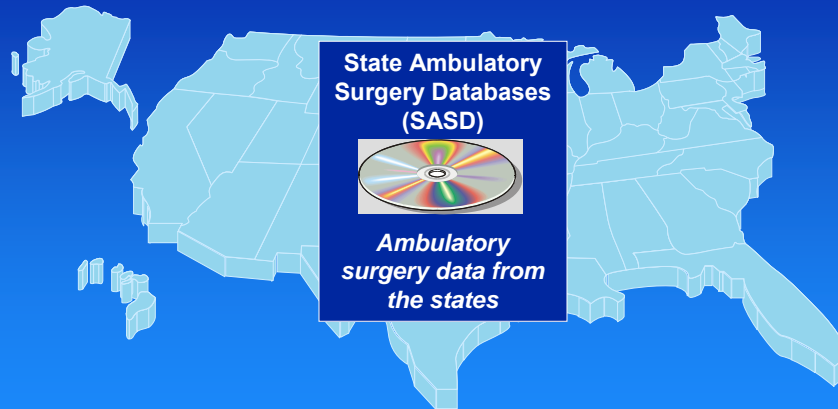 State Ambulatory
Surgery Databases
(SASD)
Ambulatory
surgery data from
the states